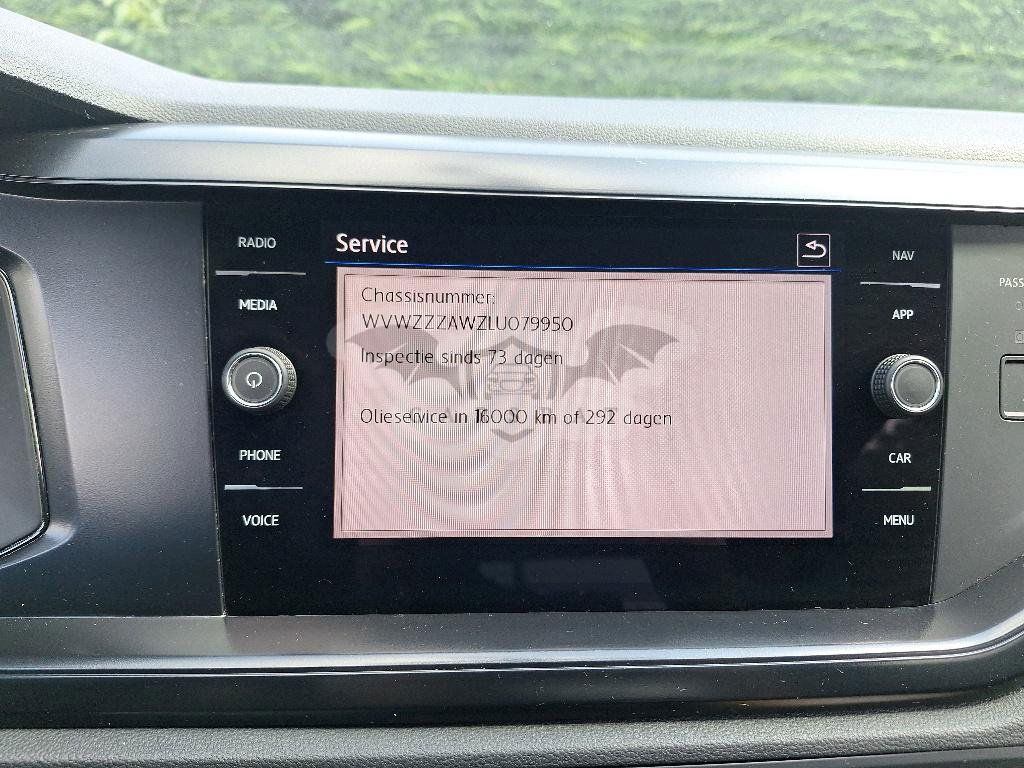 RADIO
MEDIA
PHONE
VOICE
Service
Chassisnummer:
WVWZZZAWZLU079950
Inspectie sinds 73 dagen
Olieservice in 16000 km of 292 dagen
NAV
APP
CAR
MENU
PASS